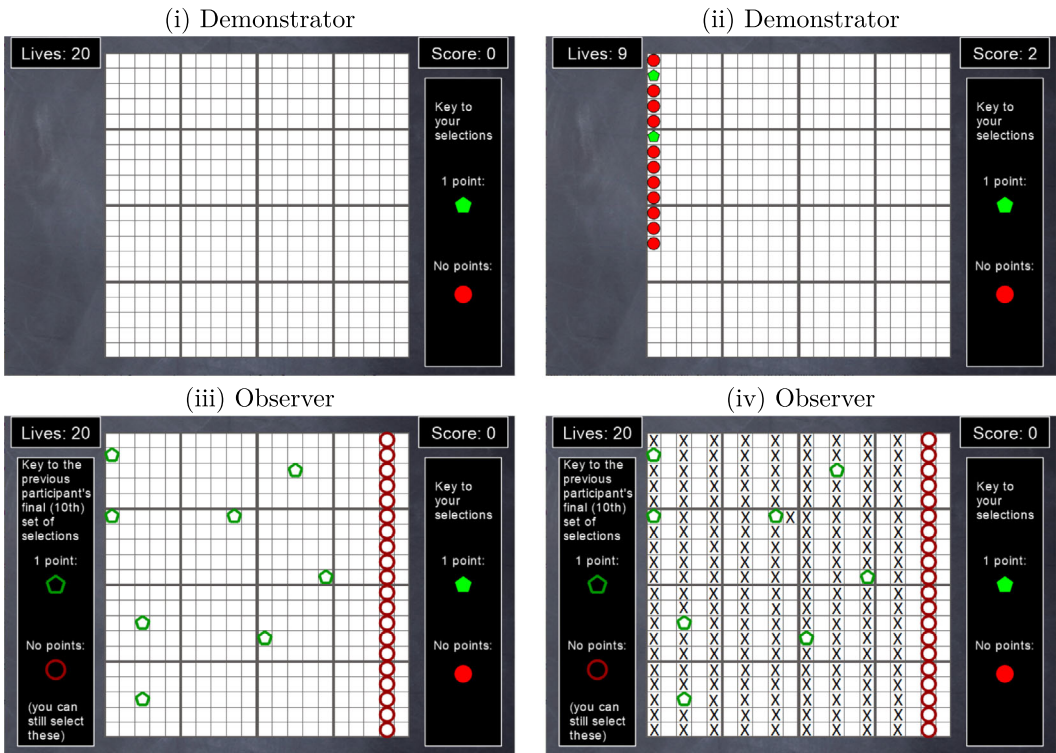 (i) Demonstrator
Lives: 20
Score: 0
Key to
your
selections
1 point:
No points:
(ii) Demonstrator
Lives: 9
Score: 2
Key to
your
selections
1 point:
No points:
(iii) Observer
Lives: 20
Score: 0
Key to the
previous
participant's
final (10th)
set of
selections
1 point:
No points:
(you can
still select
these)
Key to
your
selections
1 point:
No points:
(iv) Observer
Lives: 20
Score: 0
Key to the
previous
participant's
final (10th)
set of
selections
1 point:
No points:
(you can
still select
these)
X X X X X X X X X
Key to
your
selections
1 point:
No points: